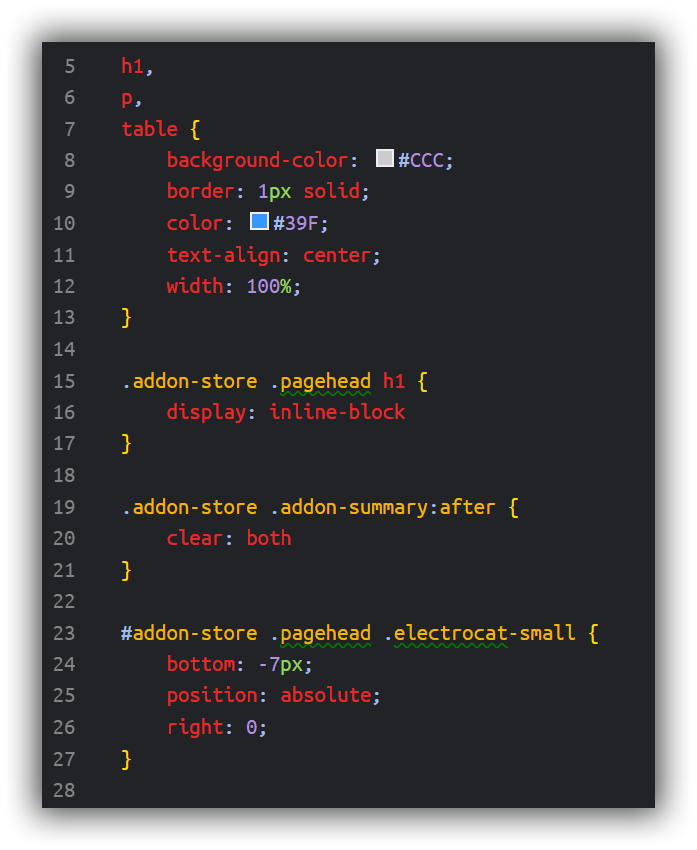 5 h1,
6 p,
7 table {
8 background-color: #CCC;
9 border: 1px solid;
10 color: #39F;
11 text-align: center;
12 width: 100%;
13 }
14
15 .addon-store .pagehead h1 {
16 display: inline-block
17 }
18
19 .addon-store .addon-summary:after {
20 clear: both
21 }
22
23 #addon-store .pagehead .electrocat-small {
24 bottom: -7px;
25 position: absolute;
26 right: 0;
27 }
28